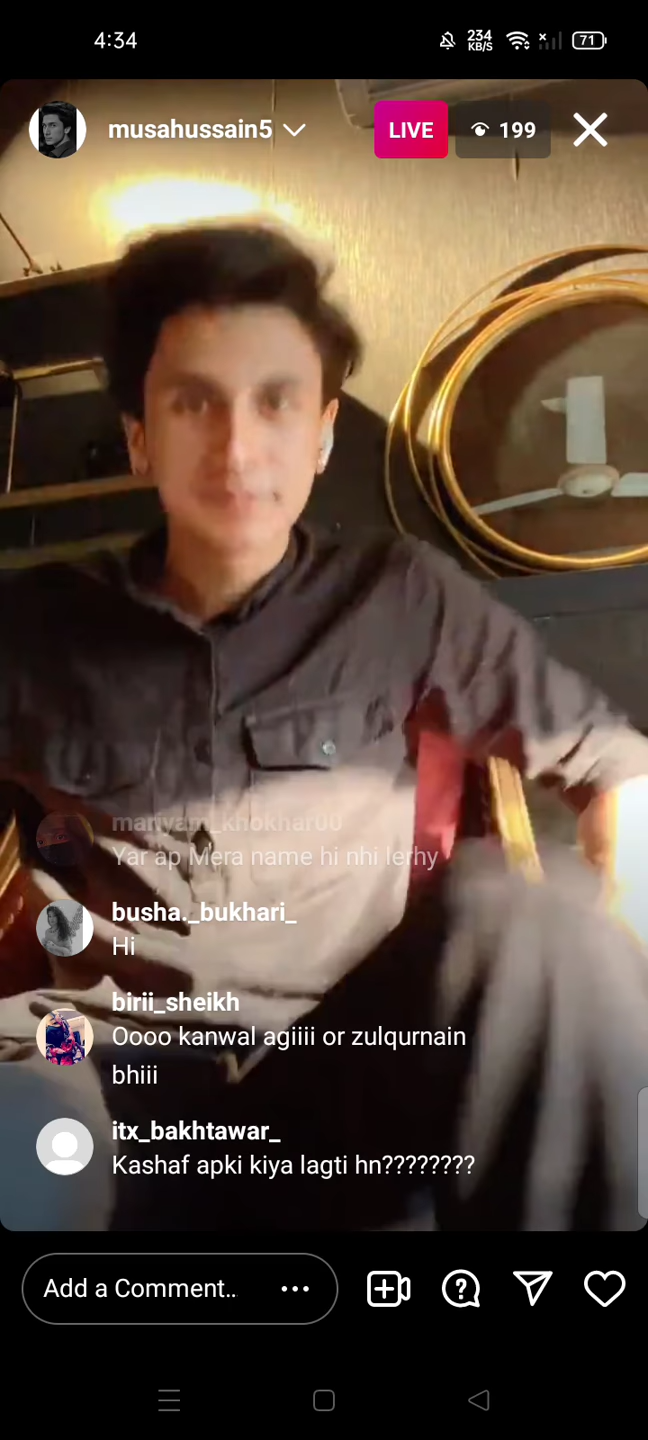 4:34
234 KB/S
71
musahussain5
LIVE
199
mariyam_khokhar00
Yar ap Mera name hi nhi lerhy
busha._bukhari_
Hi
birii_sheikh
Oooo kanwal agiiii or zulqurnain
bhiii
itx_bakhtawar_
Kashaf apki kiya lagti hn????????
Add a Comment..